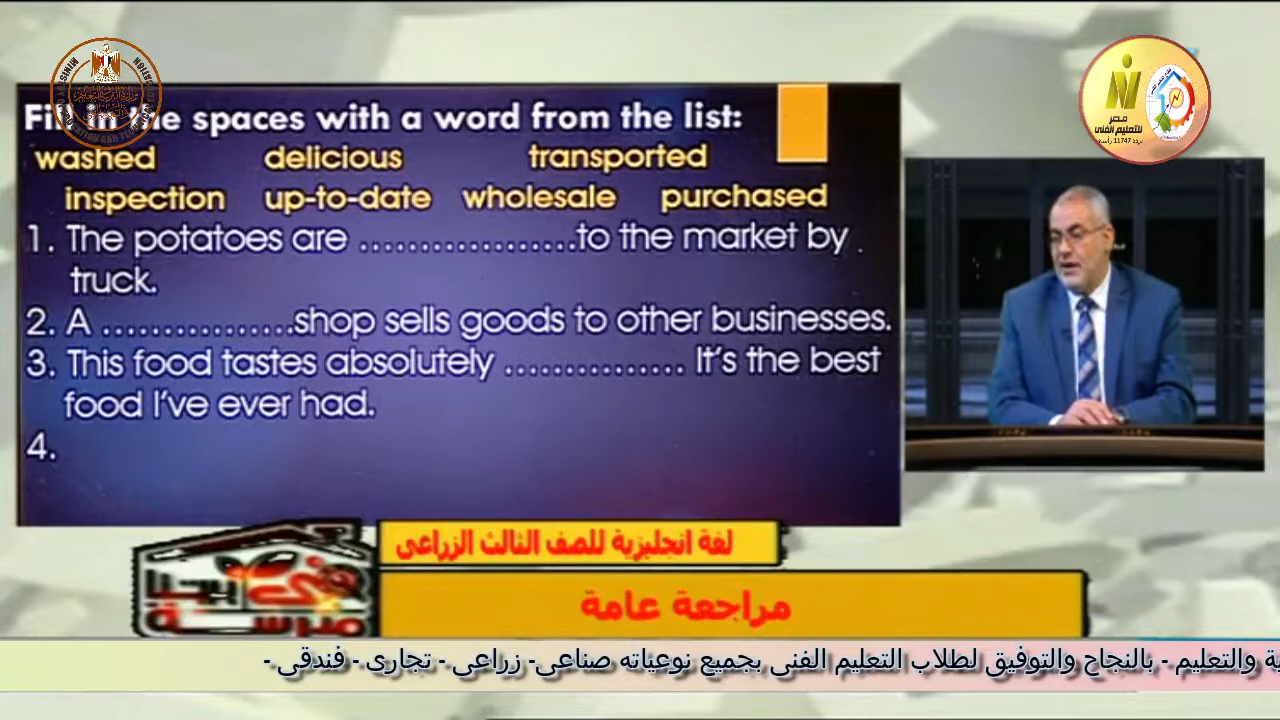 Fill in the spaces with a word from the list:
washed delicious transported
inspection up-to-date wholesale purchased
1. The potatoes are ..................to the market by .
truck.
2. A ................shop sells goods to other businesses.
3. This food tastes absolutely ............... It's the best
food I've ever had.
4.
مصر
للتعليم الفنى
تردد 11747 رأسى
لغة انجليزية للصف الثالث الزراعى
مراجعة عامة
والتعليم - بالنجاح والتوفيق لطلاب التعليم الفنى بجميع نوعياته صناعى- زراعى - تجارى - فندقى -